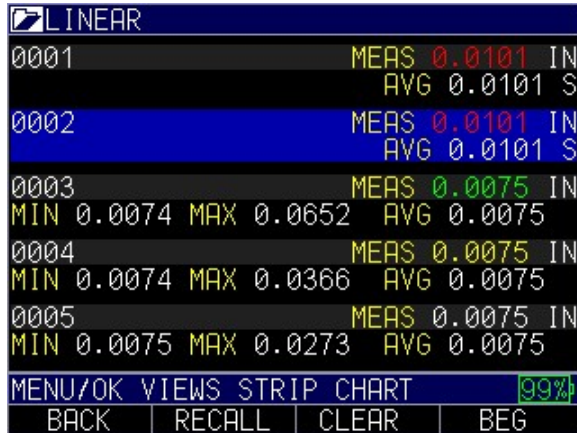 LINEAR
0001 MEAS 0.0101 IN
AVG 0.0101 S
0002 MEAS 0.0101 IN
AVG 0.0101 S
0003 MEAS 0.0075 IN
MIN 0.0074 MAX 0.0652 AVG 0.0075
0004 MEAS 0.0075 IN
MIN 0.0074 MAX 0.0366 AVG 0.0075
0005 MEAS 0.0075 IN
MIN 0.0075 MAX 0.0273 AVG 0.0075
MENU/OK VIEWS STRIP CHART 99%
BACK RECALL CLEAR BEG